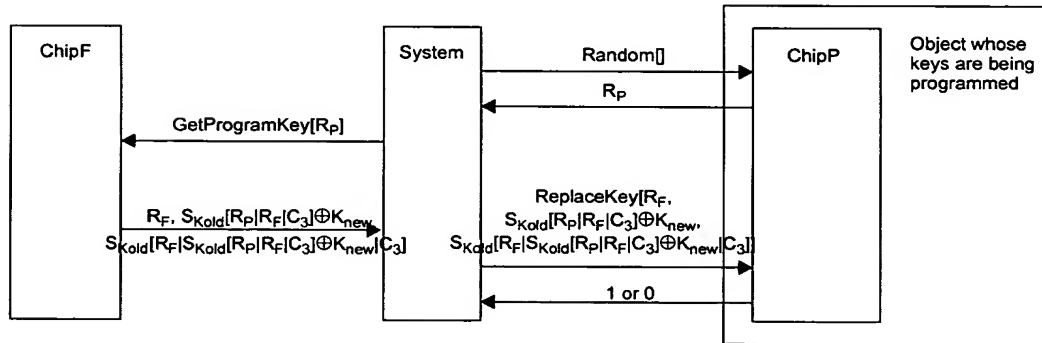 ChipF
System
ChipP
Object whose
keys are being
programmed
Random[]
R_P
GetProgramKey[R_P]
R_F, S_Kold[R_P|R_F|C_3]⊕K_new
S_Kold[R_F|S_Kold[R_P|R_F|C_3]⊕K_new|C_3]
ReplaceKey[R_F,
S_Kold[R_P|R_F|C_3]⊕K_new,
S_Kold[R_F|S_Kold[R_P|R_F|C_3]⊕K_new|C_3]]
1 or 0